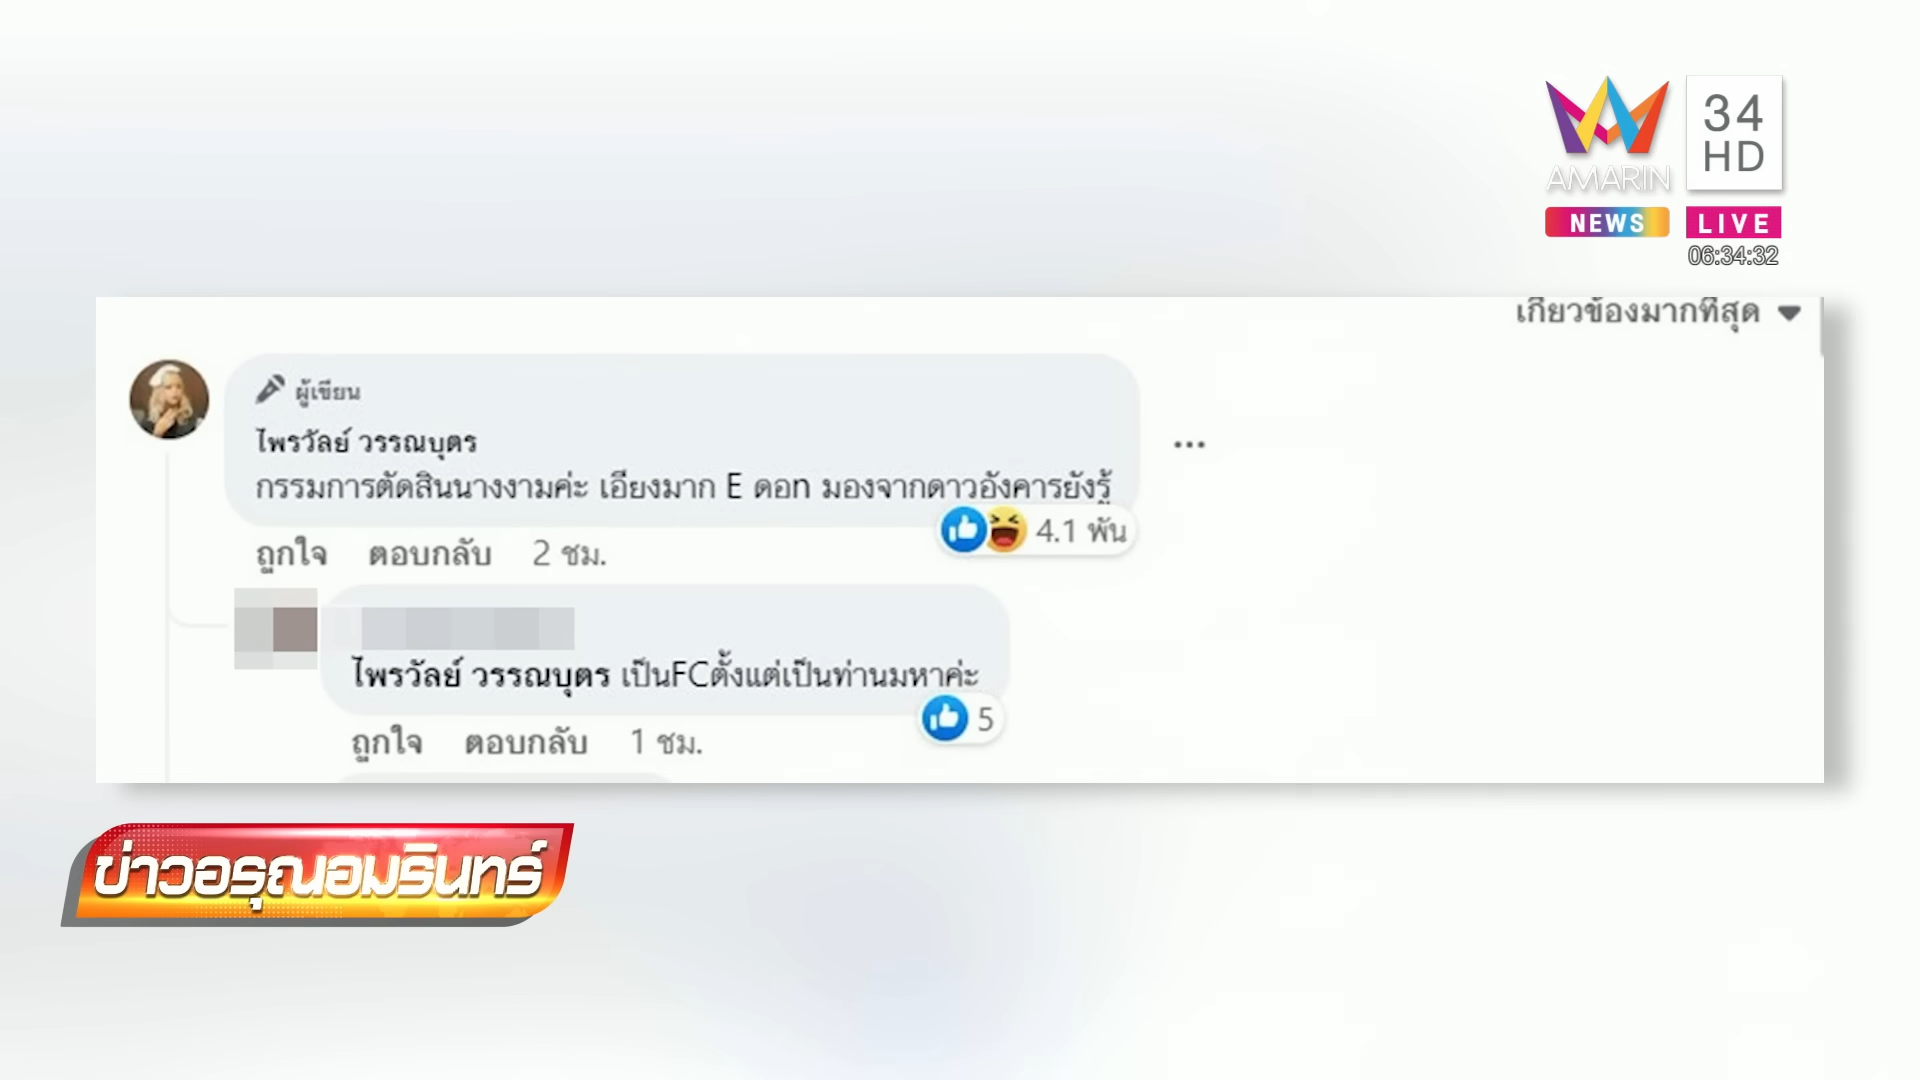 AMARIN
34
HD
NEWS
LIVE
06:34:32
เกี่ยวข้องมากที่สุด
ผู้เขียน
ไพรวัลย์ วรรณบุตร
กรรมการตัดสินนางงามค่ะ เอียงมาก E ดอก มองจากดาวอังคารยังรู้
4.1 พัน
ถูกใจ ตอบกลับ 2 ชม.
ไพรวัลย์ วรรณบุตร เป็นFCตั้งแต่เป็นท่านมหาค่ะ
5
ถูกใจ ตอบกลับ 1 ชม.
ข่าวอรุณอมรินทร์